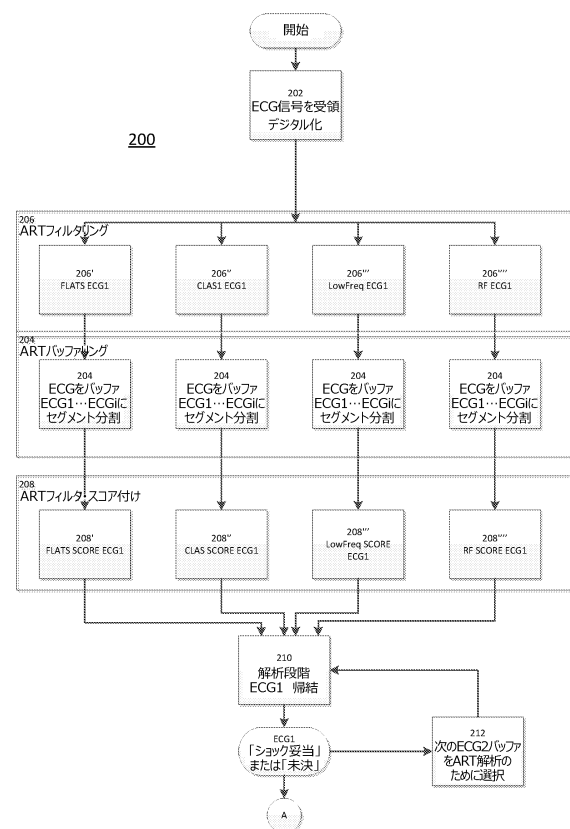 開始
202
ECG信号を受領
デジタル化
200
206
ARTフィルタリング
206'
FLATS ECG1
206''
CLAS1 ECG1
206'''
LowFreq ECG1
206''''
RF ECG1
204
ARTバッファリング
204
ECGをバッファ
ECG1…ECGiに
セグメント分割
204
ECGをバッファ
ECG1…ECGiに
セグメント分割
204
ECGをバッファ
ECG1…ECGiに
セグメント分割
204
ECGをバッファ
ECG1…ECGiに
セグメント分割
208
ARTフィルタ・スコア付け
208'
FLATS SCORE ECG1
208''
CLAS SCORE ECG1
208'''
LowFreq SCORE
ECG1
208''''
RF SCORE ECG1
210
解析段階
ECG1 帰結
ECG1
「ショック妥当」
または「未決」
212
次のECG2バッファ
をART解析の
ために選択
A